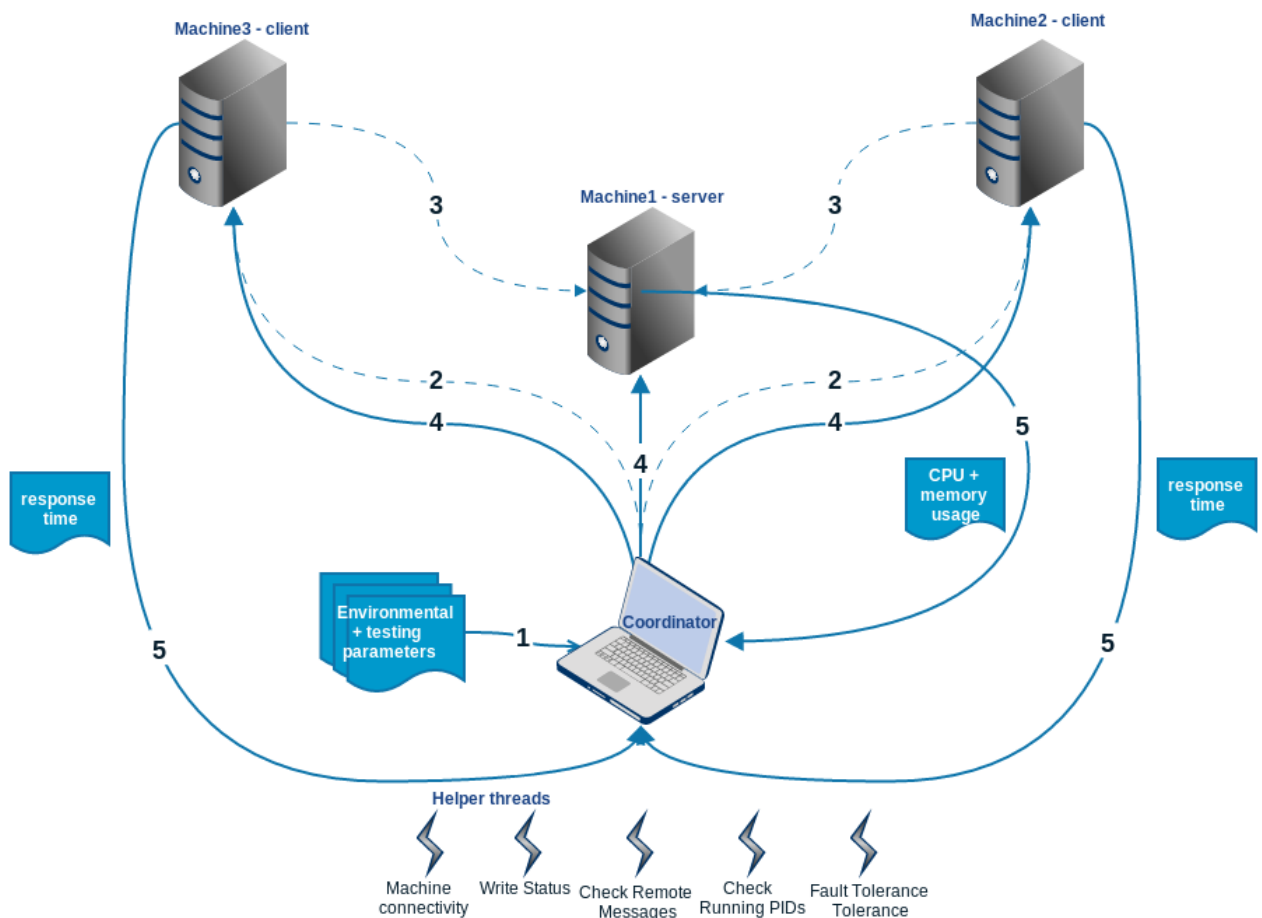 Machine3 - client
Machine2 - client
Machine1 - server
3
3
2
2
4
4
4
5
response
time
CPU +
memory
usage
response
time
Environmental
+ testing
parameters
1
Coordinator
5
5
Helper threads
Machine
connectivity
Write Status
Check Remote
Messages
Check
Running PIDs
Fault Tolerance
Tolerance